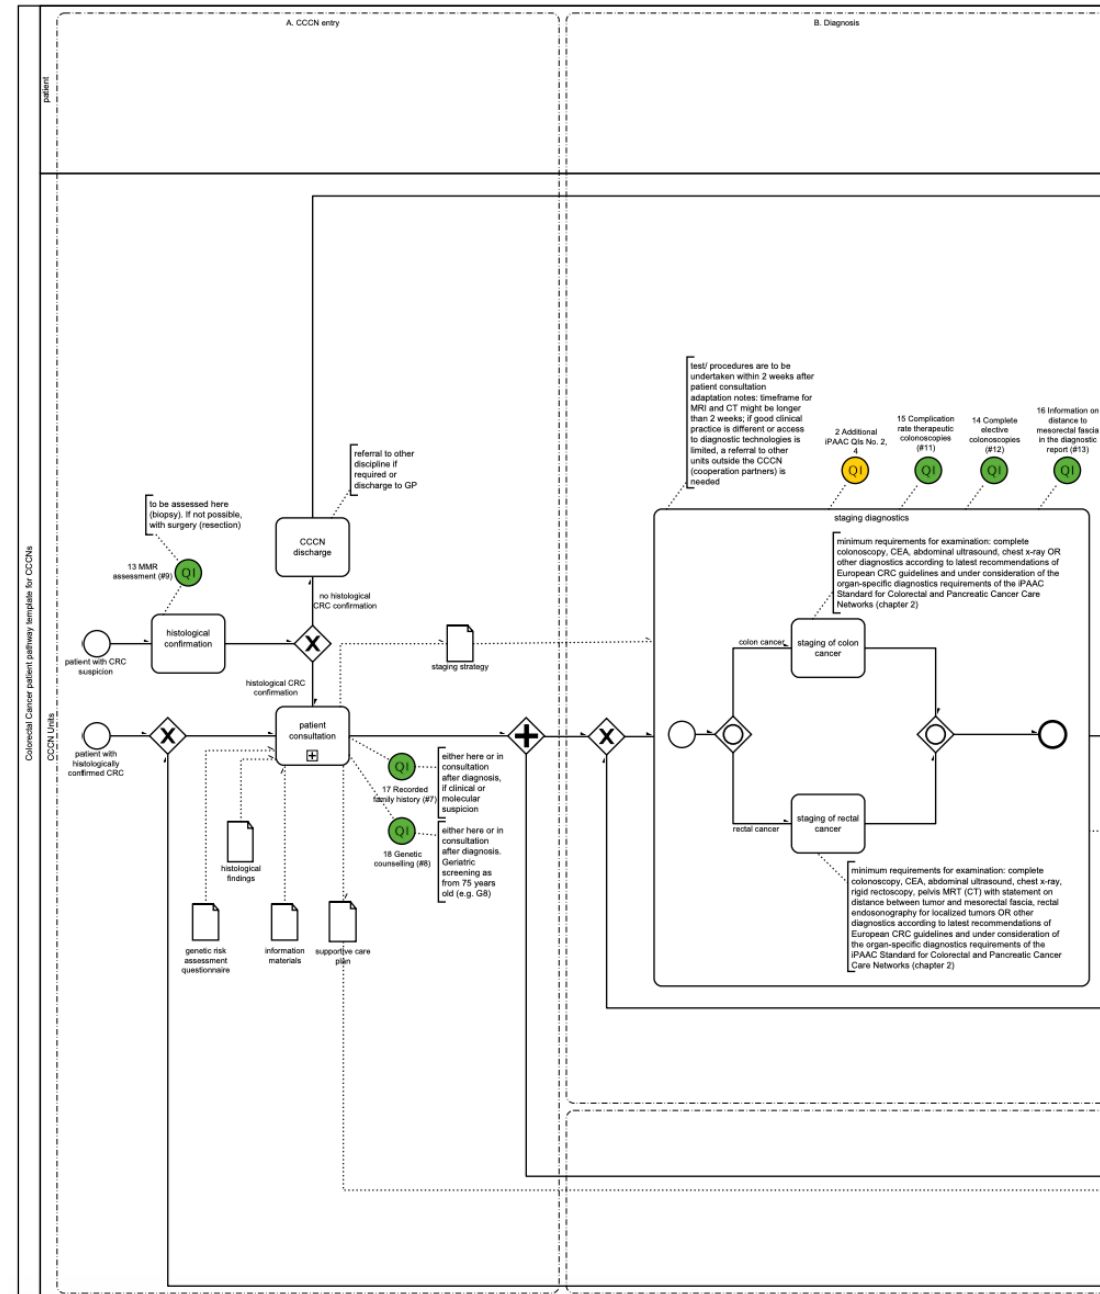 A. CCCN entry
B. Diagnosis
patient
Colorectal Cancer patient pathway template for CCCNs
CCCN Units
to be assessed here
(biopsy). If not possible,
with surgery (resection)
13 MMR
assessment (#9)
QI
patient with CRC
suspicion
histological
confirmation
X
referral to other
discipline if
required or
discharge to GP
CCCN
discharge
no histological
CRC confirmation
histological CRC
confirmation
staging strategy
patient with
histologically
confirmed CRC
X
patient
consultation
QI
17 Recorded
family history (#7)
either here or in
consultation
after diagnosis,
if clinical or
molecular
suspicion
QI
18 Genetic
counselling (#8)
either here or in
consultation
after diagnosis.
Geriatric
screening as
from 75 years
old (e.g. G8)
histological
findings
genetic risk
assessment
questionnaire
information
materials
supportive care
plan
X
test/ procedures are to be
undertaken within 2 weeks after
patient consultation
adaptation notes: timeframe for
MRI and CT might be longer
than 2 weeks; if good clinical
practice is different or access
to diagnostic technologies is
limited, a referral to other
units outside the CCCN
(cooperation partners) is
needed
2 Additional
iPAAC QIs No. 2,
4
QI
15 Complication
rate therapeutic
colonoscopies
(#11)
QI
14 Complete
elective
colonoscopies
(#12)
QI
16 Information on
distance to
mesorectal fascia
in the diagnostic
report (#13)
QI
staging diagnostics
minimum requirements for examination: complete
colonoscopy, CEA, abdominal ultrasound, chest x-ray OR
other diagnostics according to latest recommendations of
European CRC guidelines and under consideration of the
organ-specific diagnostics requirements of the iPAAC
Standard for Colorectal and Pancreatic Cancer Care
Networks (chapter 2)
colon cancer
staging of colon
cancer
rectal cancer
staging of rectal
cancer
minimum requirements for examination: complete
colonoscopy, CEA, abdominal ultrasound, chest x-ray,
rigid rectoscopy, pelvis MRT (CT) with statement on
distance between tumor and mesorectal fascia, rectal
endosonography for localized tumors OR other
diagnostics according to latest recommendations of
European CRC guidelines and under consideration of
the organ-specific diagnostics requirements of the
iPAAC Standard for Colorectal and Pancreatic Cancer
Care Networks (chapter 2)